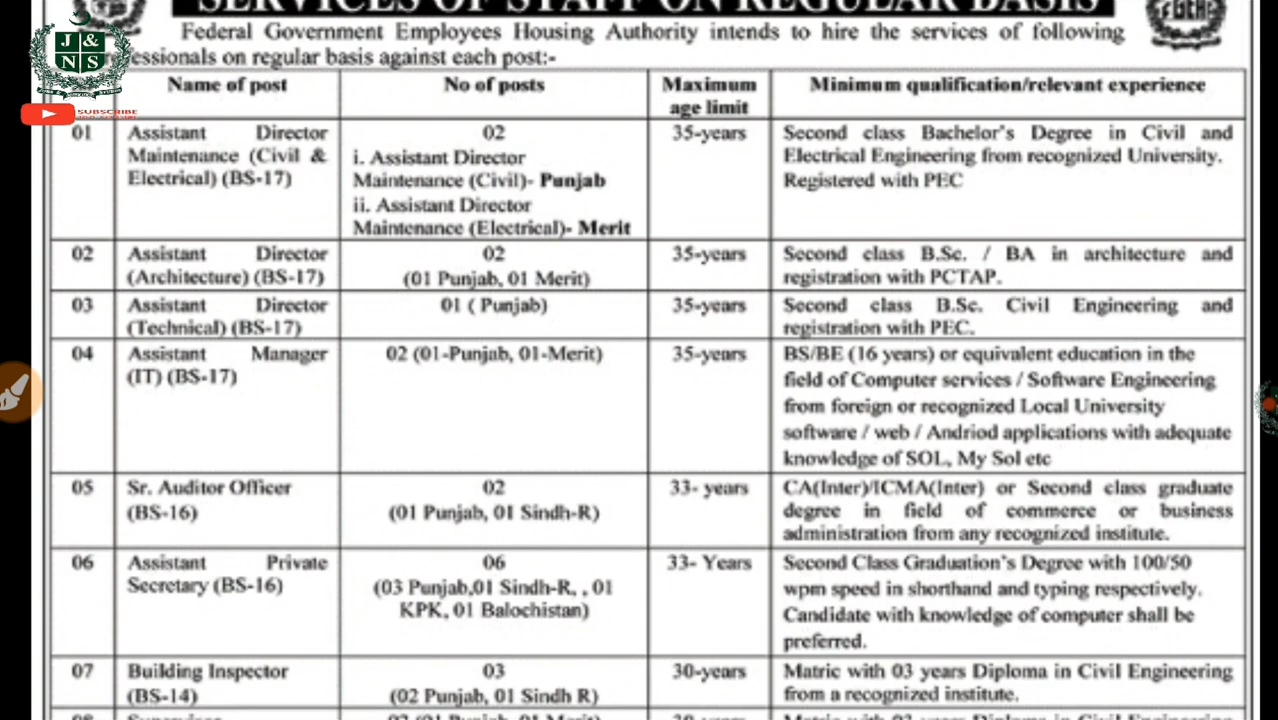 SERVICES OF STAFF ON REGULAR BASIS
Federal Government Employees Housing Authority intends to hire the services of following
essionals on regular basis against each post:-
J&
NS
SUBSCRIBE
FGEHA
Name of post No of posts Maximum age limit Minimum qualification/relevant experience
01 Assistant Director 02 35-years Second class Bachelor's Degree in Civil and
Maintenance (Civil & i. Assistant Director Electrical Engineering from recognized University.
Electrical) (BS-17) Maintenance (Civil)- Punjab Registered with PEC
ii. Assistant Director
Maintenance (Electrical)- Merit
02 Assistant Director 02 35-years Second class B.Sc. / BA in architecture and
(Architecture) (BS-17) (01 Punjab, 01 Merit) registration with PCTAP.
03 Assistant Director 01 ( Punjab) 35-years Second class B.Sc. Civil Engineering and
(Technical) (BS-17) registration with PEC.
04 Assistant Manager 02 (01-Punjab, 01-Merit) 35-years BS/BE (16 years) or equivalent education in the
(IT) (BS-17) field of Computer services / Software Engineering
from foreign or recognized Local University
software / web / Andriod applications with adequate
knowledge of SOL, My Sol etc
05 Sr. Auditor Officer 02 33- years CA(Inter)/ICMA(Inter) or Second class graduate
(BS-16) (01 Punjab, 01 Sindh-R) degree in field of commerce or business
administration from any recognized institute.
06 Assistant Private 06 33- Years Second Class Graduation's Degree with 100/50
Secretary (BS-16) (03 Punjab,01 Sindh-R, , 01 wpm speed in shorthand and typing respectively.
KPK, 01 Balochistan) Candidate with knowledge of computer shall be
preferred.
07 Building Inspector 03 30-years Matric with 03 years Diploma in Civil Engineering
(BS-14) (02 Punjab, 01 Sindh R) from a recognized institute.